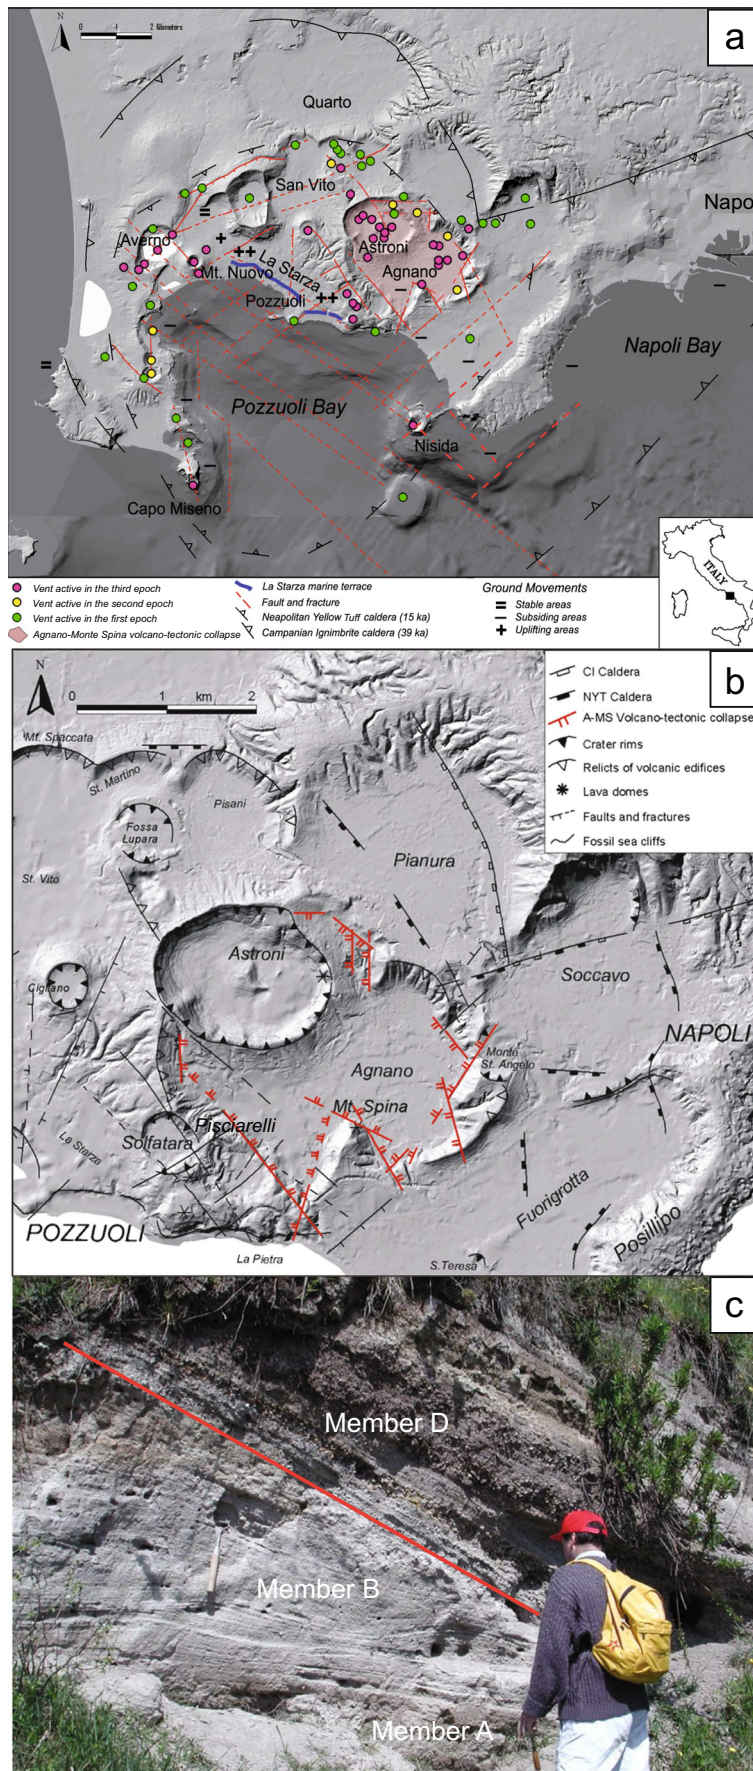 a
N
0 1 2 Kilometers
Quarto
San Vito
Napo
Averno
Astroni
Mt. Nuovo
La Starza
Agnano
Pozzuoli
Napoli Bay
Pozzuoli Bay
Nisida
Capo Miseno
ITALY
Vent active in the third epoch
Vent active in the second epoch
Vent active in the first epoch
Agnano-Monte Spina volcano-tectonic collapse
La Starza marine terrace
Fault and fracture
Neapolitan Yellow Tuff caldera (15 ka)
Campanian Ignimbrite caldera (39 ka)
Ground Movements
Stable areas
Subsiding areas
Uplifting areas
b
N
0 1 2
km
CI Caldera
NYT Caldera
A-MS Volcano-tectonic collapse
Crater rims
Relicts of volcanic edifices
Lava domes
Faults and fractures
Fossil sea cliffs
Mt. Spaccata
St. Martino
Pisani
Fossa
Lupara
Pianura
St. Vito
Astroni
Soccavo
Cigliano
NAPOLI
Agnano
Monte
St. Angelo
Mt. Spina
Pisciarelli
Solfatara
La Starza
Fuorigrotta
Posillipo
POZZUOLI
La Pietra
S.Teresa
c
Member D
Member B
Member A